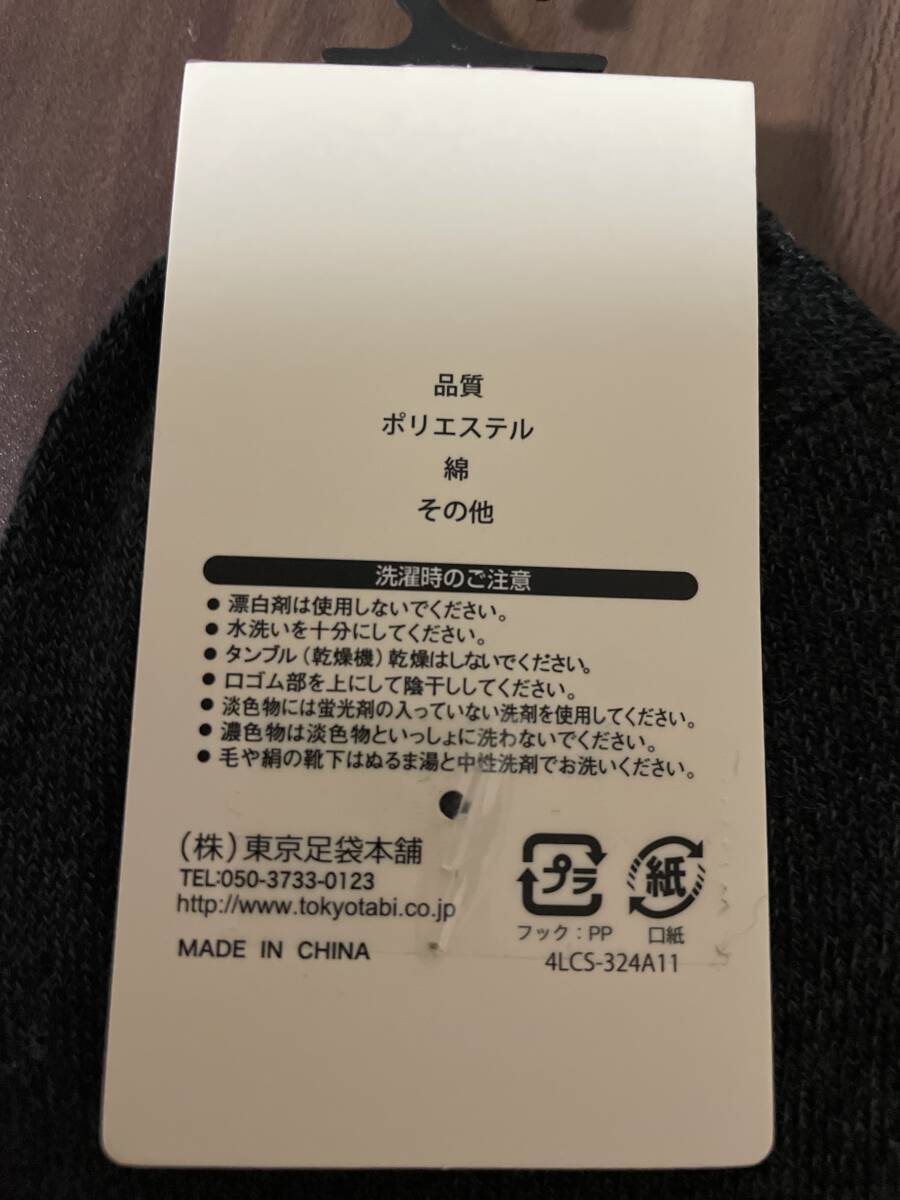 品質
ポリエステル
綿
その他
洗濯時のご注意
● 漂白剤は使用しないでください。
● 水洗いを十分にしてください。
● タンブル(乾燥機)乾燥はしないでください。
● 口ゴム部を上にして陰干ししてください。
● 淡色物には蛍光剤の入っていない洗剤を使用してください。
● 濃色物は淡色物といっしょに洗わないでください。
● 毛や絹の靴下はぬるま湯と中性洗剤でお洗いください。
(株)東京足袋本舗
TEL:050-3733-0123
http://www.tokyotabi.co.jp
MADE IN CHINA
プラ 紙
フック:PP 口紙
4LCS-324A11